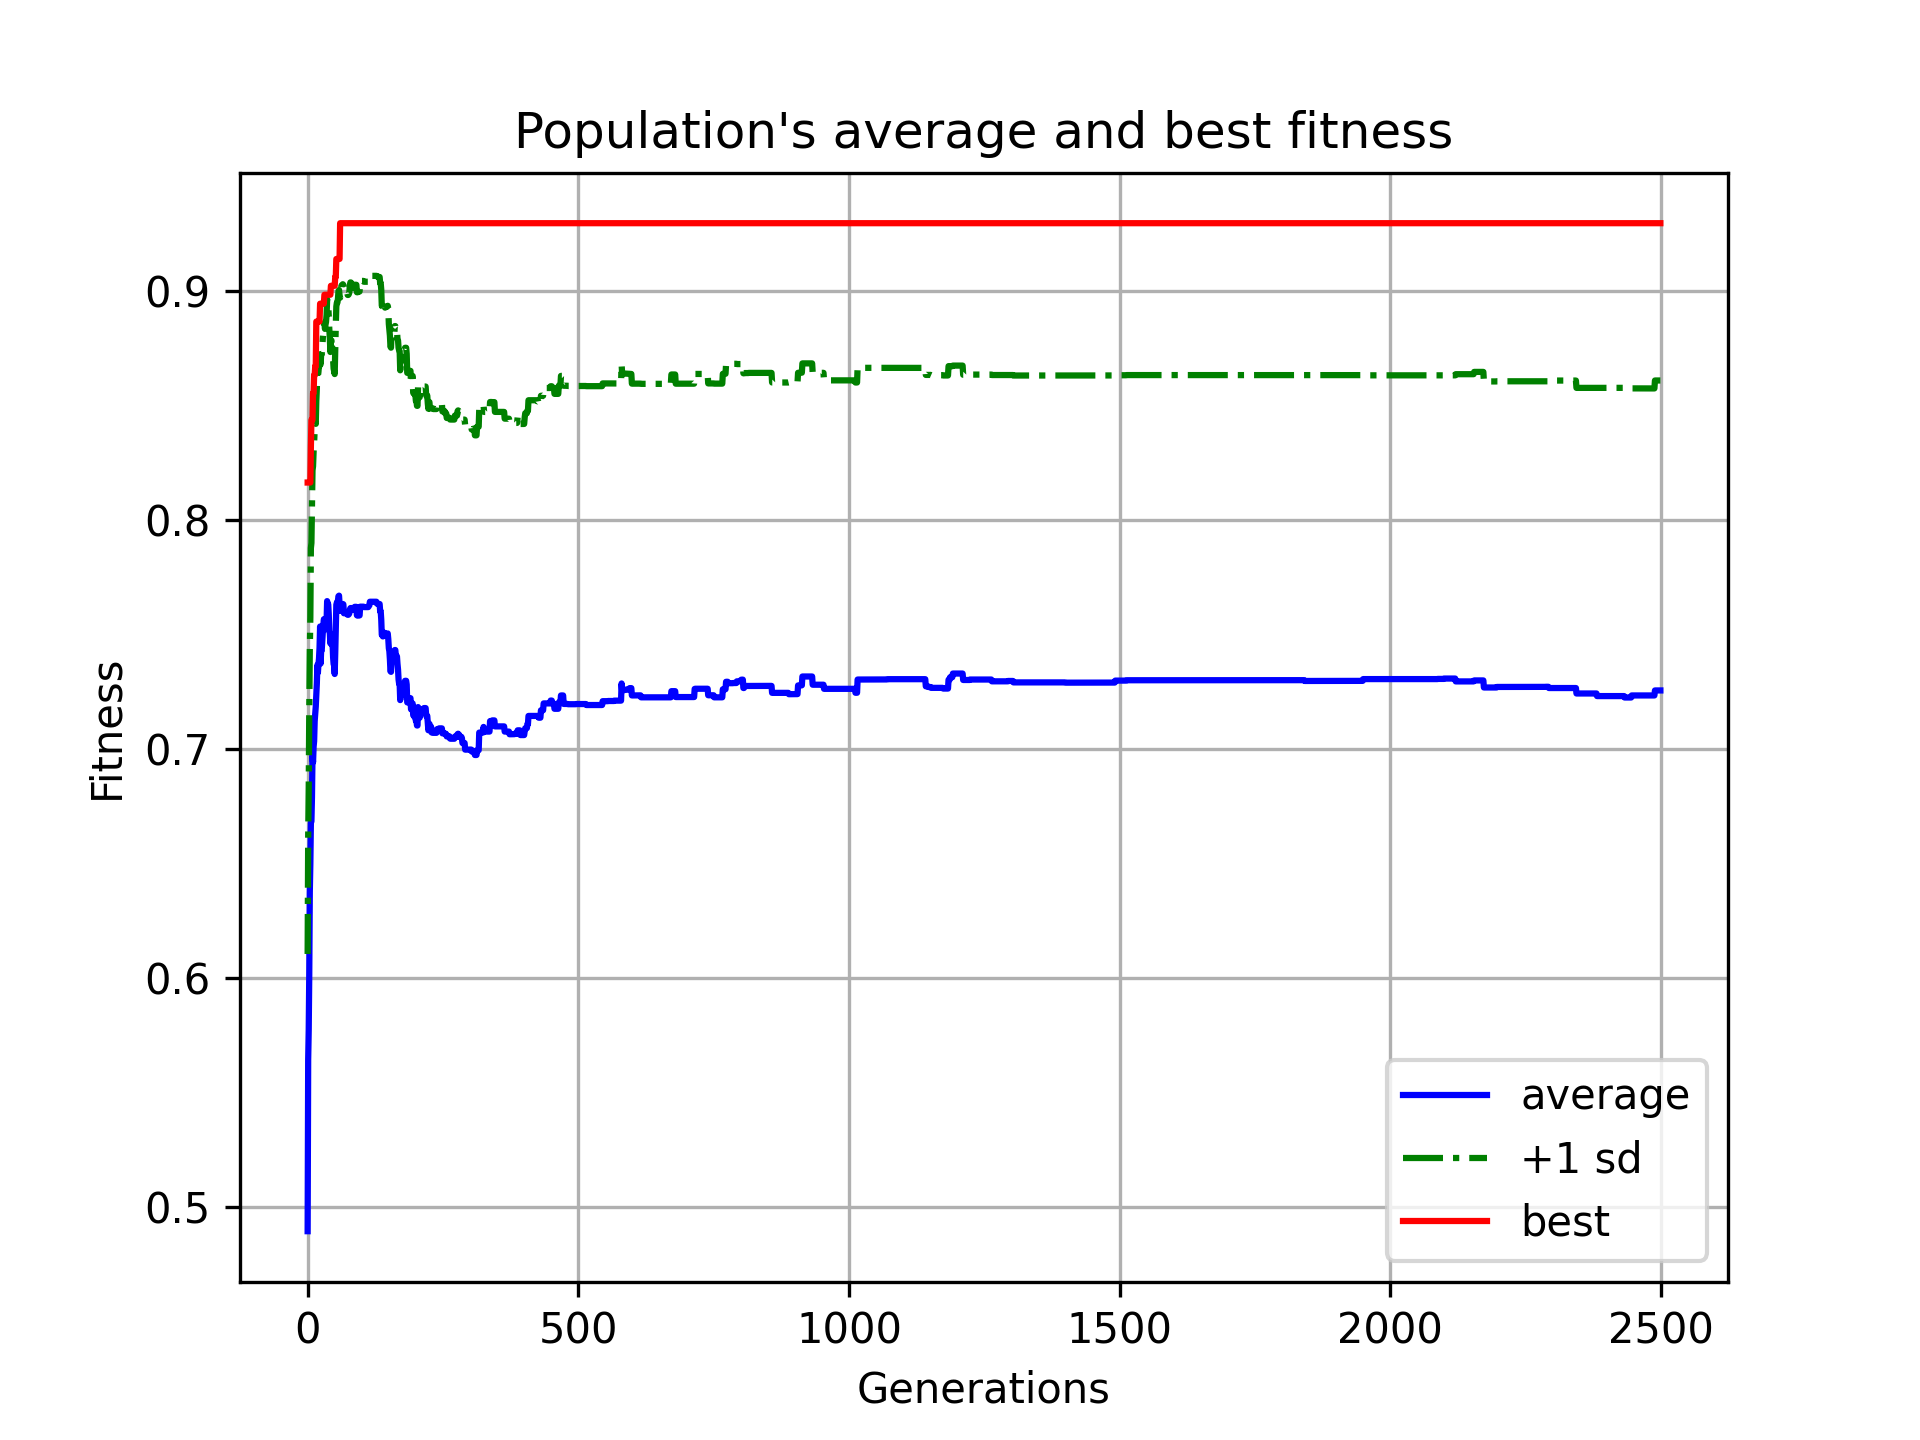 Population's average and best fitness
Fitness
0.9
0.8
0.7
0.6
0.5
0 500 1000 1500 2000 2500
Generations
average
+1 sd
best